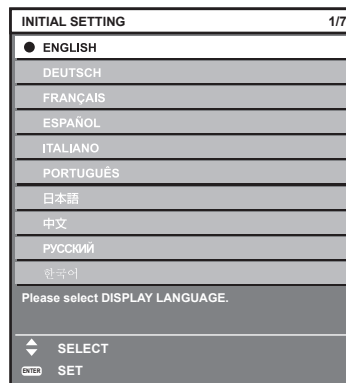 INITIAL SETTING 1/7
ENGLISH
DEUTSCH
FRANÇAIS
ESPAÑOL
ITALIANO
PORTUGUÊS
日本語
中文
РУССКИЙ
한국어
Please select DISPLAY LANGUAGE.
SELECT
ENTER SET